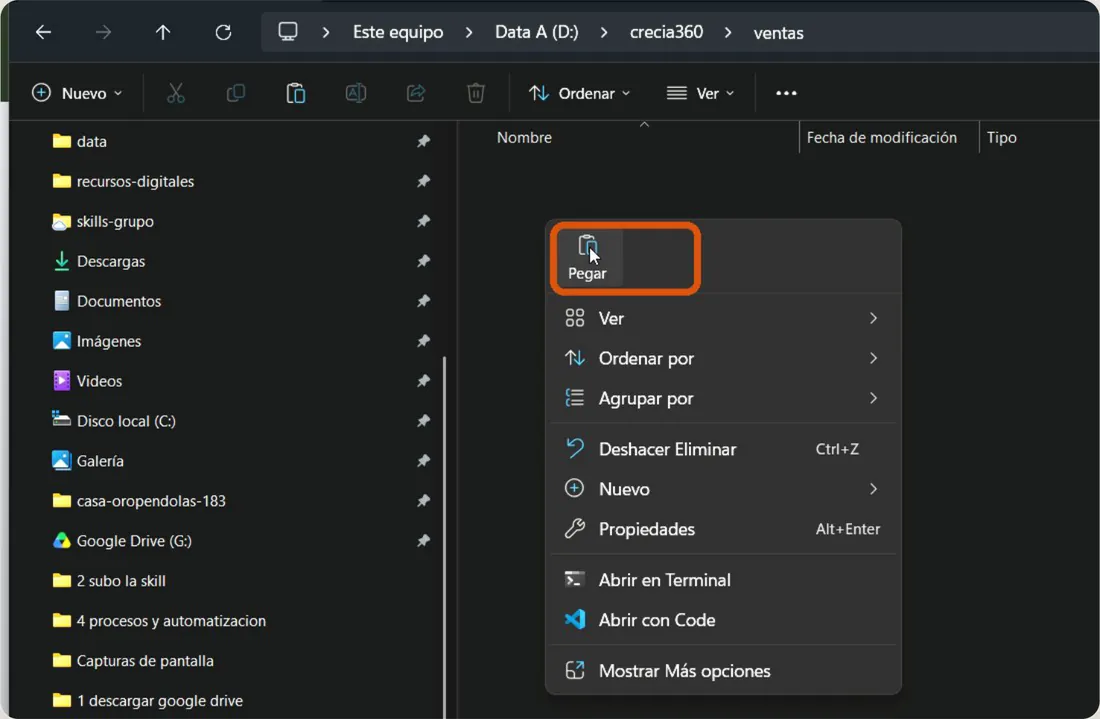 Este equipo > Data A (D:) > crecia360 > ventas
Nuevo Ordenar Ver
data
recursos-digitales
skills-grupo
Descargas
Documentos
Imágenes
Videos
Disco local (C:)
Galería
casa-oropendolas-183
Google Drive (G:)
2 subo la skill
4 procesos y automatizacion
Capturas de pantalla
1 descargar google drive
Nombre Fecha de modificación Tipo
Pegar
Ver
Ordenar por
Agrupar por
Deshacer Eliminar Ctrl+Z
Nuevo
Propiedades Alt+Enter
Abrir en Terminal
Abrir con Code
Mostrar Más opciones